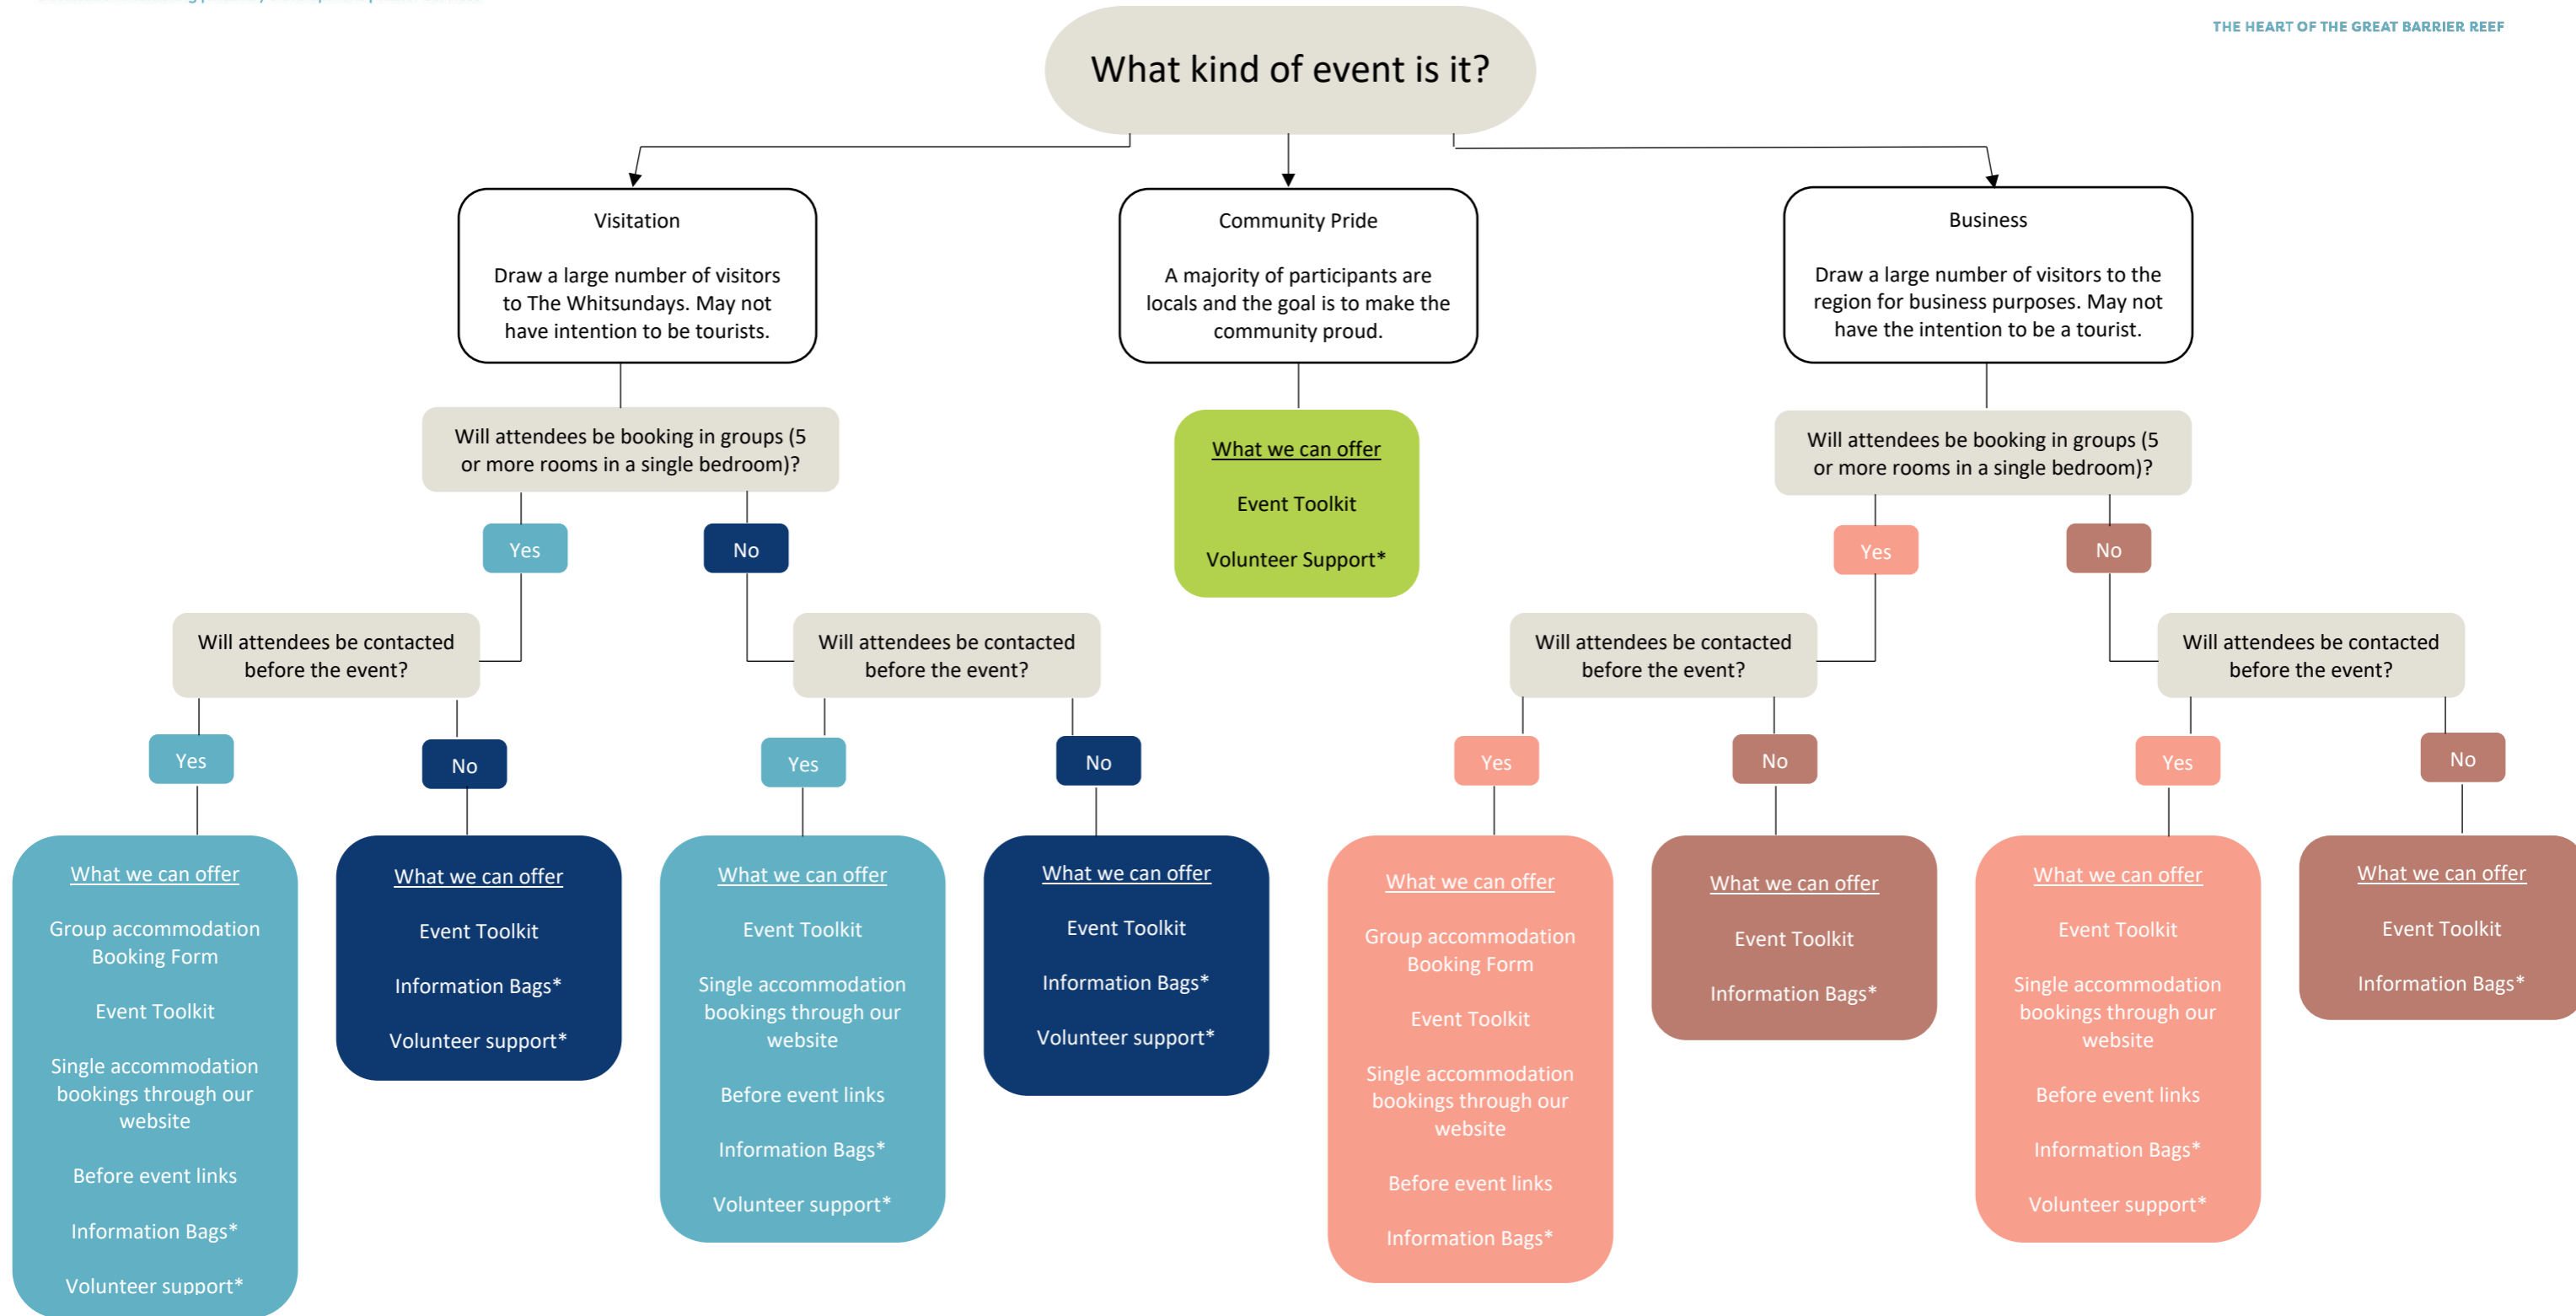 THE HEART OF THE GREAT BARRIER REEF
What kind of event is it?
Visitation
Draw a large number of visitors
to The Whitsundays. May not
have intention to be tourists.
Community Pride
A majority of participants are
locals and the goal is to make the
community proud.
Business
Draw a large number of visitors to the
region for business purposes. May not
have the intention to be a tourist.
Will attendees be booking in groups (5
or more rooms in a single bedroom)?
Yes
No
What we can offer
Event Toolkit
Volunteer Support*
Will attendees be booking in groups (5
or more rooms in a single bedroom)?
Yes
No
Will attendees be contacted
before the event?
Will attendees be contacted
before the event?
Will attendees be contacted
before the event?
Will attendees be contacted
before the event?
Yes
No
Yes
No
Yes
No
Yes
No
What we can offer
Group accommodation
Booking Form
Event Toolkit
Single accommodation
bookings through our
website
Before event links
Information Bags*
Volunteer support*
What we can offer
Event Toolkit
Information Bags*
Volunteer support*
What we can offer
Event Toolkit
Single accommodation
bookings through our
website
Before event links
Information Bags*
Volunteer support*
What we can offer
Event Toolkit
Information Bags*
Volunteer support*
What we can offer
Group accommodation
Booking Form
Event Toolkit
Single accommodation
bookings through our
website
Before event links
Information Bags*
What we can offer
Event Toolkit
Information Bags*
What we can offer
Event Toolkit
Single accommodation
bookings through our
website
Before event links
Information Bags*
Volunteer support*
What we can offer
Event Toolkit
Information Bags*